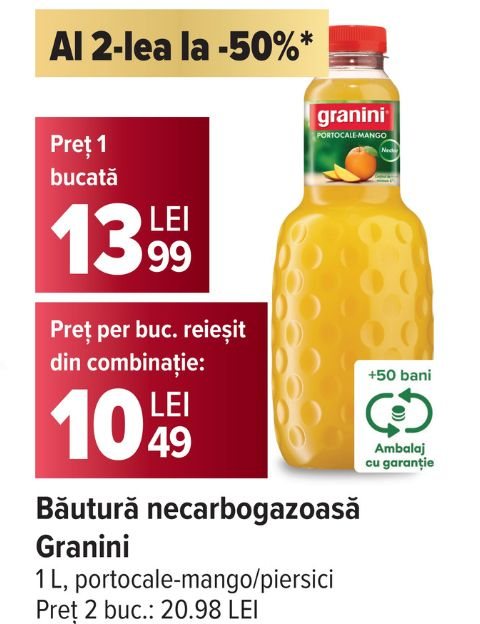 Al 2-lea la -50%*
granini
PORTOCALE-MANGO
Nectar
Preț 1
bucată
13 LEI 99
Preț per buc. reieșit
din combinație:
10 LEI 49
+50 bani
Ambalaj
cu garanție
Băutură necarbogazoasă
Granini
1 L, portocale-mango/piersici
Preț 2 buc.: 20.98 LEI